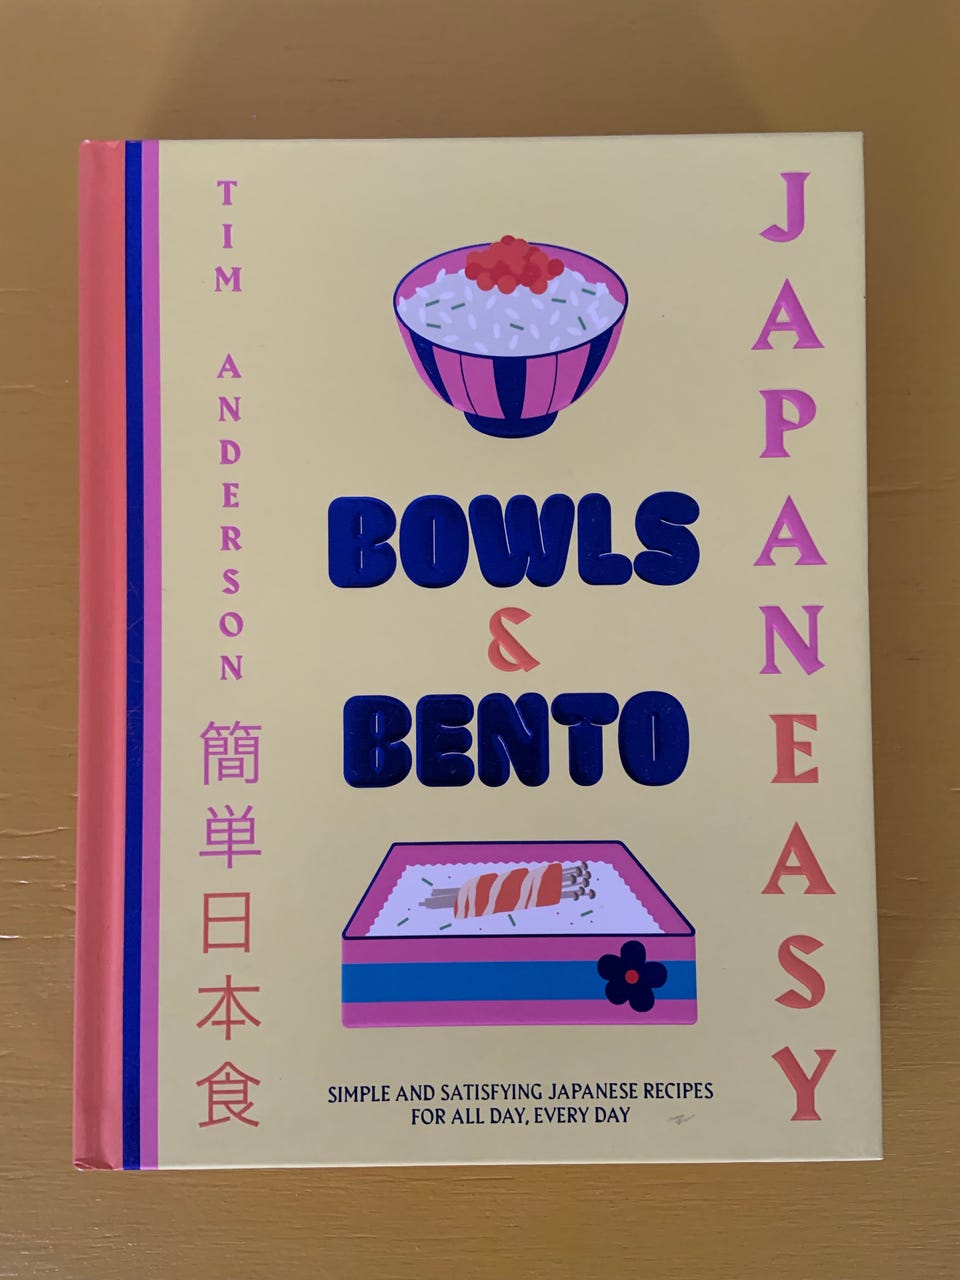 TIM ANDERSON
簡単日本食
BOWLS
&
BENTO
SIMPLE AND SATISFYING JAPANESE RECIPES
FOR ALL DAY, EVERY DAY
JAPANEASY